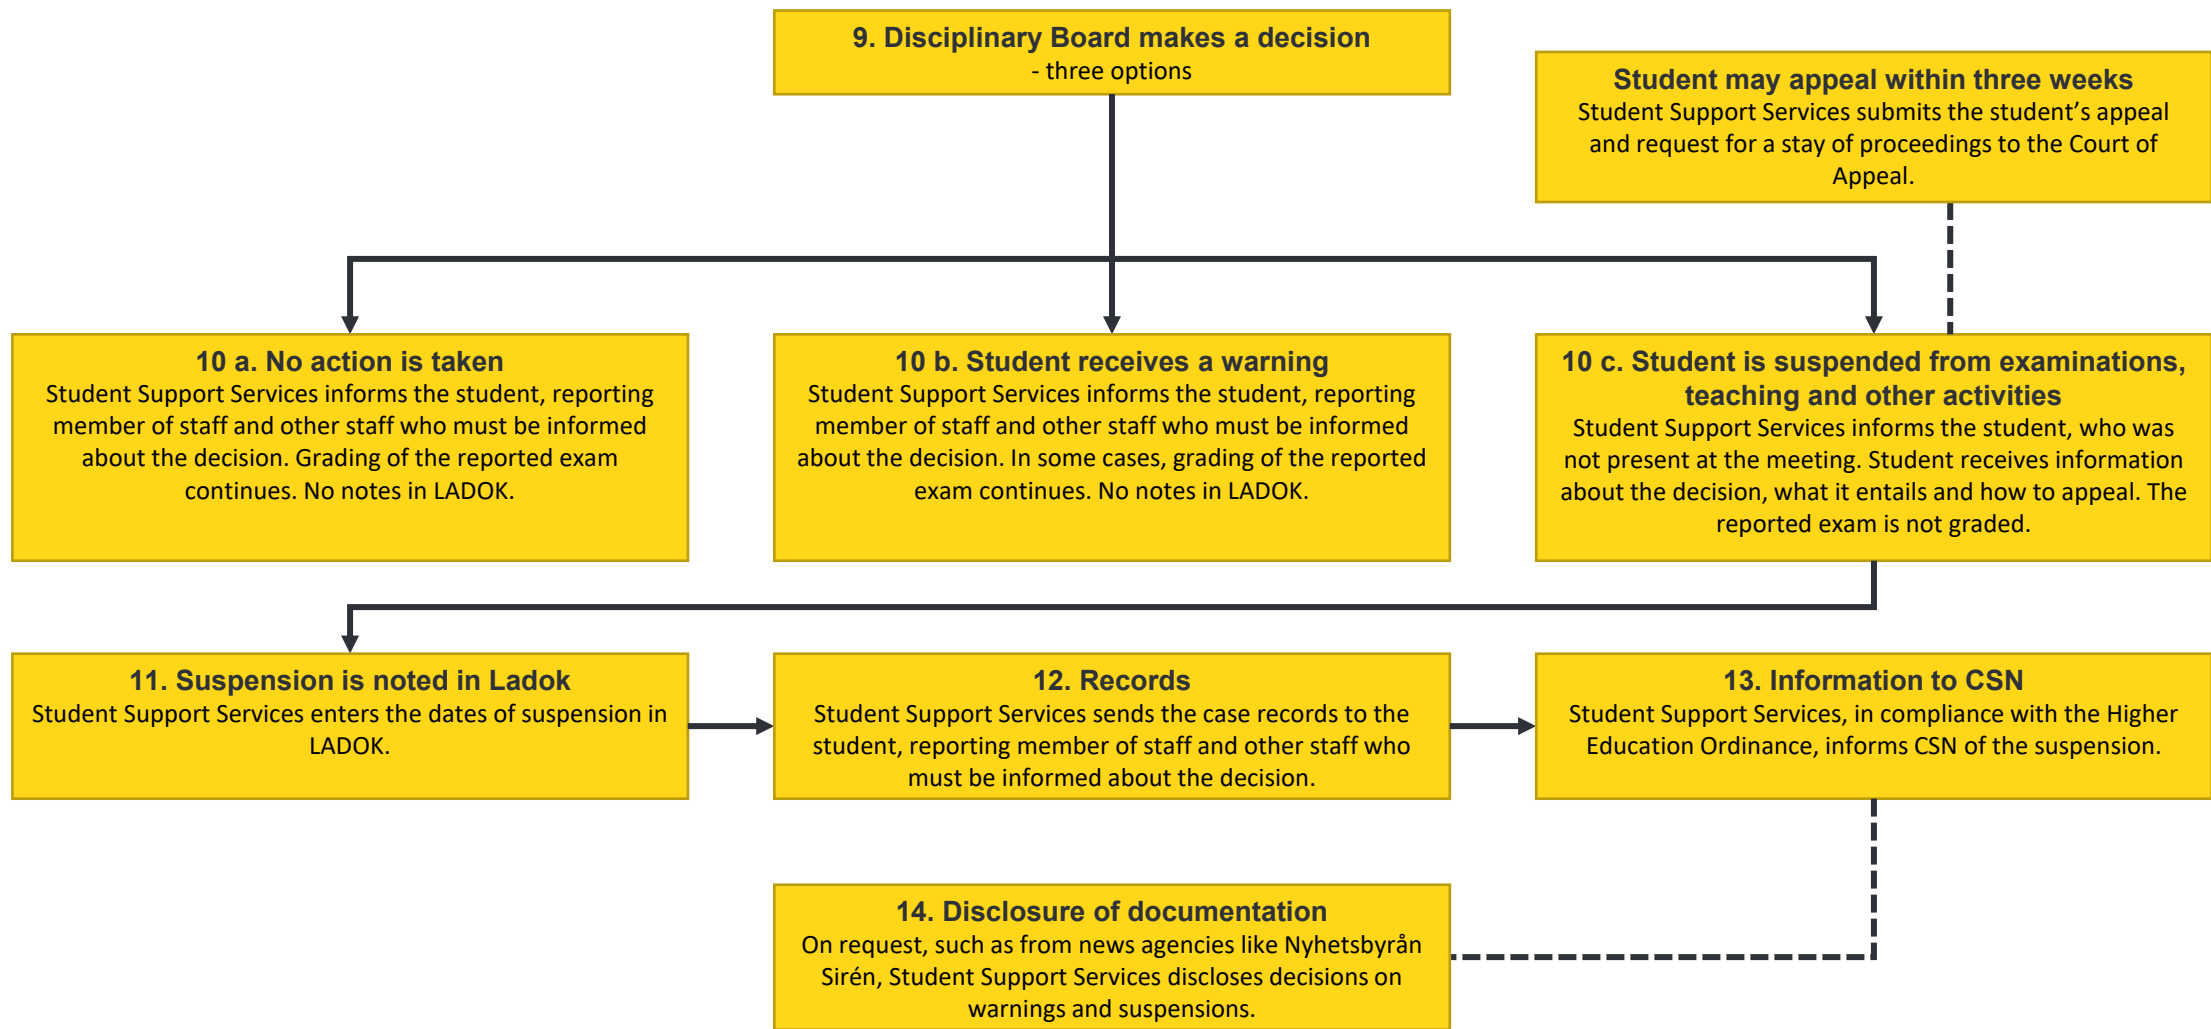 9. Disciplinary Board makes a decision
- three options
Student may appeal within three weeks
Student Support Services submits the student’s appeal
and request for a stay of proceedings to the Court of
Appeal.
10 a. No action is taken
Student Support Services informs the student, reporting
member of staff and other staff who must be informed
about the decision. Grading of the reported exam
continues. No notes in LADOK.
10 b. Student receives a warning
Student Support Services informs the student, reporting
member of staff and other staff who must be informed
about the decision. In some cases, grading of the reported
exam continues. No notes in LADOK.
10 c. Student is suspended from examinations,
teaching and other activities
Student Support Services informs the student, who was
not present at the meeting. Student receives information
about the decision, what it entails and how to appeal. The
reported exam is not graded.
11. Suspension is noted in Ladok
Student Support Services enters the dates of suspension in
LADOK.
12. Records
Student Support Services sends the case records to the
student, reporting member of staff and other staff who
must be informed about the decision.
13. Information to CSN
Student Support Services, in compliance with the Higher
Education Ordinance, informs CSN of the suspension.
14. Disclosure of documentation
On request, such as from news agencies like Nyhetsbyrån
Sirén, Student Support Services discloses decisions on
warnings and suspensions.